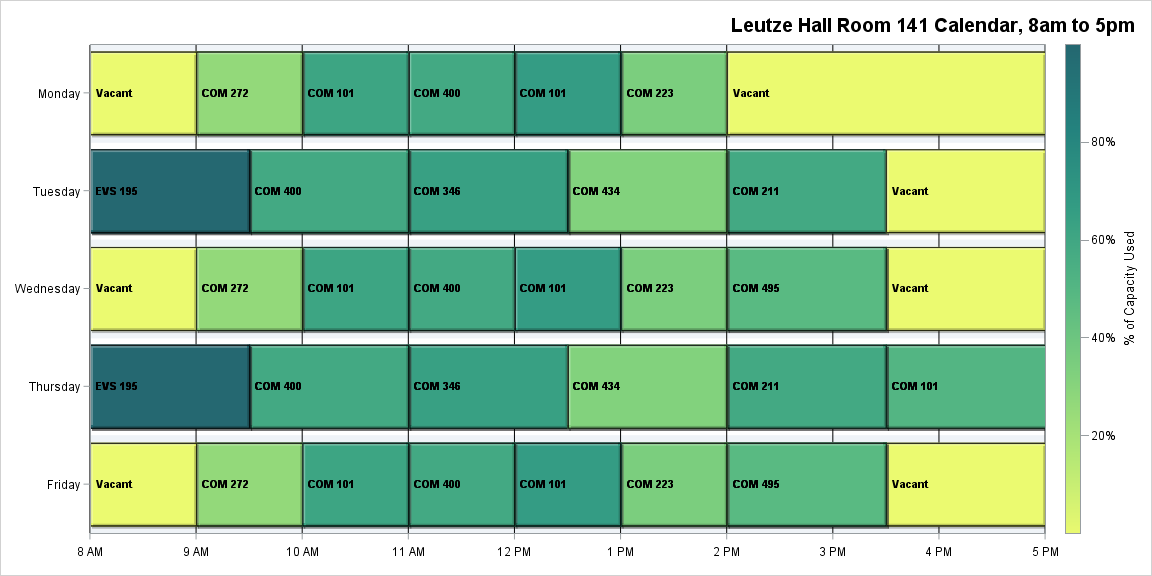 Leutze Hall Room 141 Calendar, 8am to 5pm
Monday
Vacant
COM 272
COM 101
COM 400
COM 101
COM 223
Vacant
Tuesday
EVS 195
COM 400
COM 346
COM 434
COM 211
Vacant
Wednesday
Vacant
COM 272
COM 101
COM 400
COM 101
COM 223
COM 495
Vacant
Thursday
EVS 195
COM 400
COM 346
COM 434
COM 211
COM 101
Friday
Vacant
COM 272
COM 101
COM 400
COM 101
COM 223
COM 495
Vacant
8 AM
9 AM
10 AM
11 AM
12 PM
1 PM
2 PM
3 PM
4 PM
5 PM
80%
60%
40%
20%
% of Capacity Used